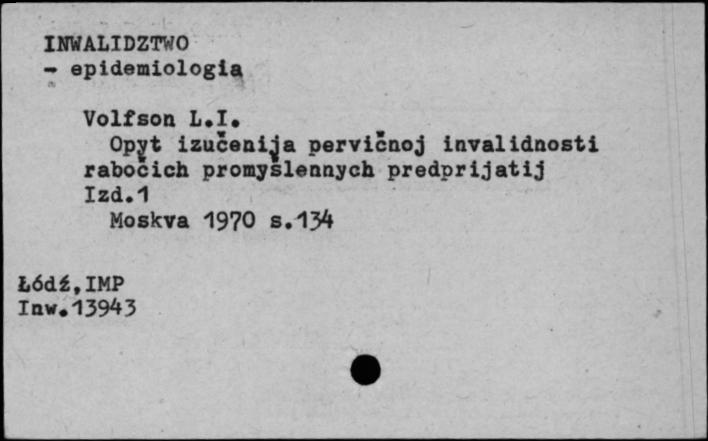 INWALIDZTWO
- epidemiologia
Volfson L.I.
Opyt izučenija pervičnoj invalidnosti
rabočich promyšlennych predprijatij
Izd.1
Moskva 1970 s.134
Łódź,IMP
Inw.13943